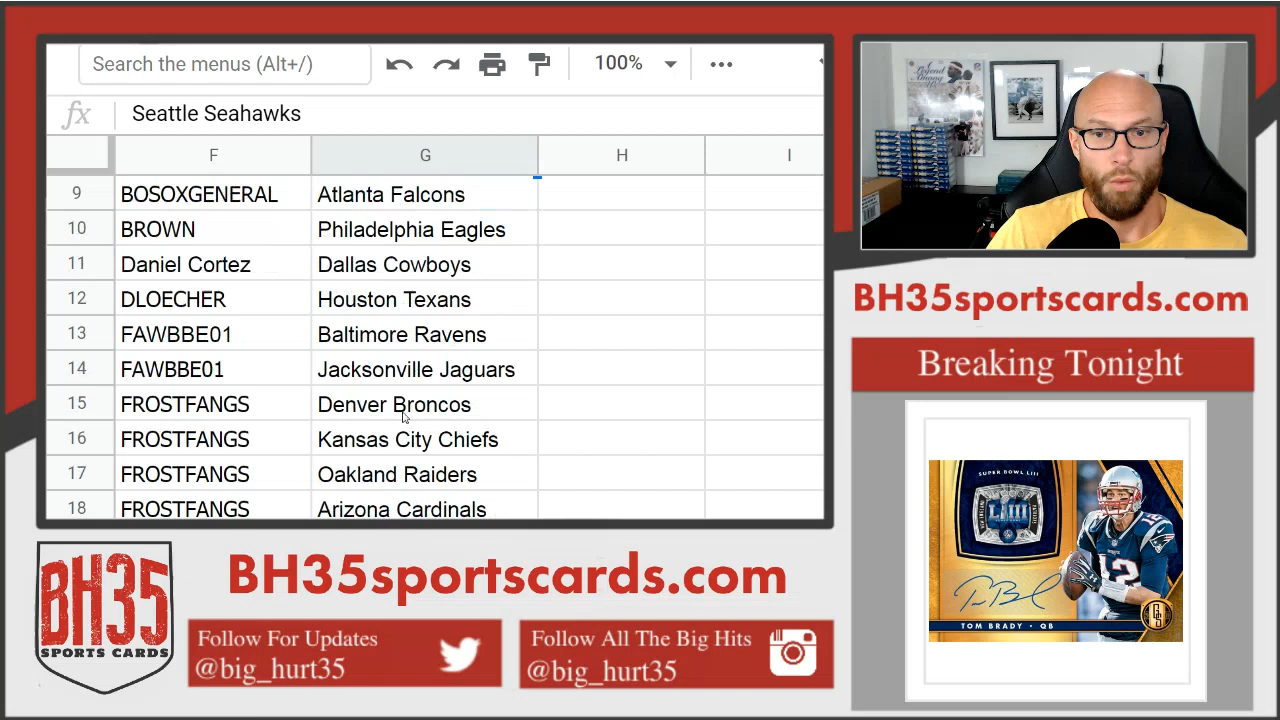 Search the menus (Alt+/)
100%
fx
Seattle Seahawks
F G H I
9 BOSOXGENERAL Atlanta Falcons
10 BROWN Philadelphia Eagles
11 Daniel Cortez Dallas Cowboys
12 DLOECHER Houston Texans
13 FAWBBE01 Baltimore Ravens
14 FAWBBE01 Jacksonville Jaguars
15 FROSTFANGS Denver Broncos
16 FROSTFANGS Kansas City Chiefs
17 FROSTFANGS Oakland Raiders
18 FROSTFANGS Arizona Cardinals
BH35sportscards.com
Breaking Tonight
SUPER BOWL LIII
LIII
TOM BRADY • QB
12
BH35
SPORTS CARDS
BH35sportscards.com
Follow For Updates
@big_hurt35
Follow All The Big Hits
@big_hurt35